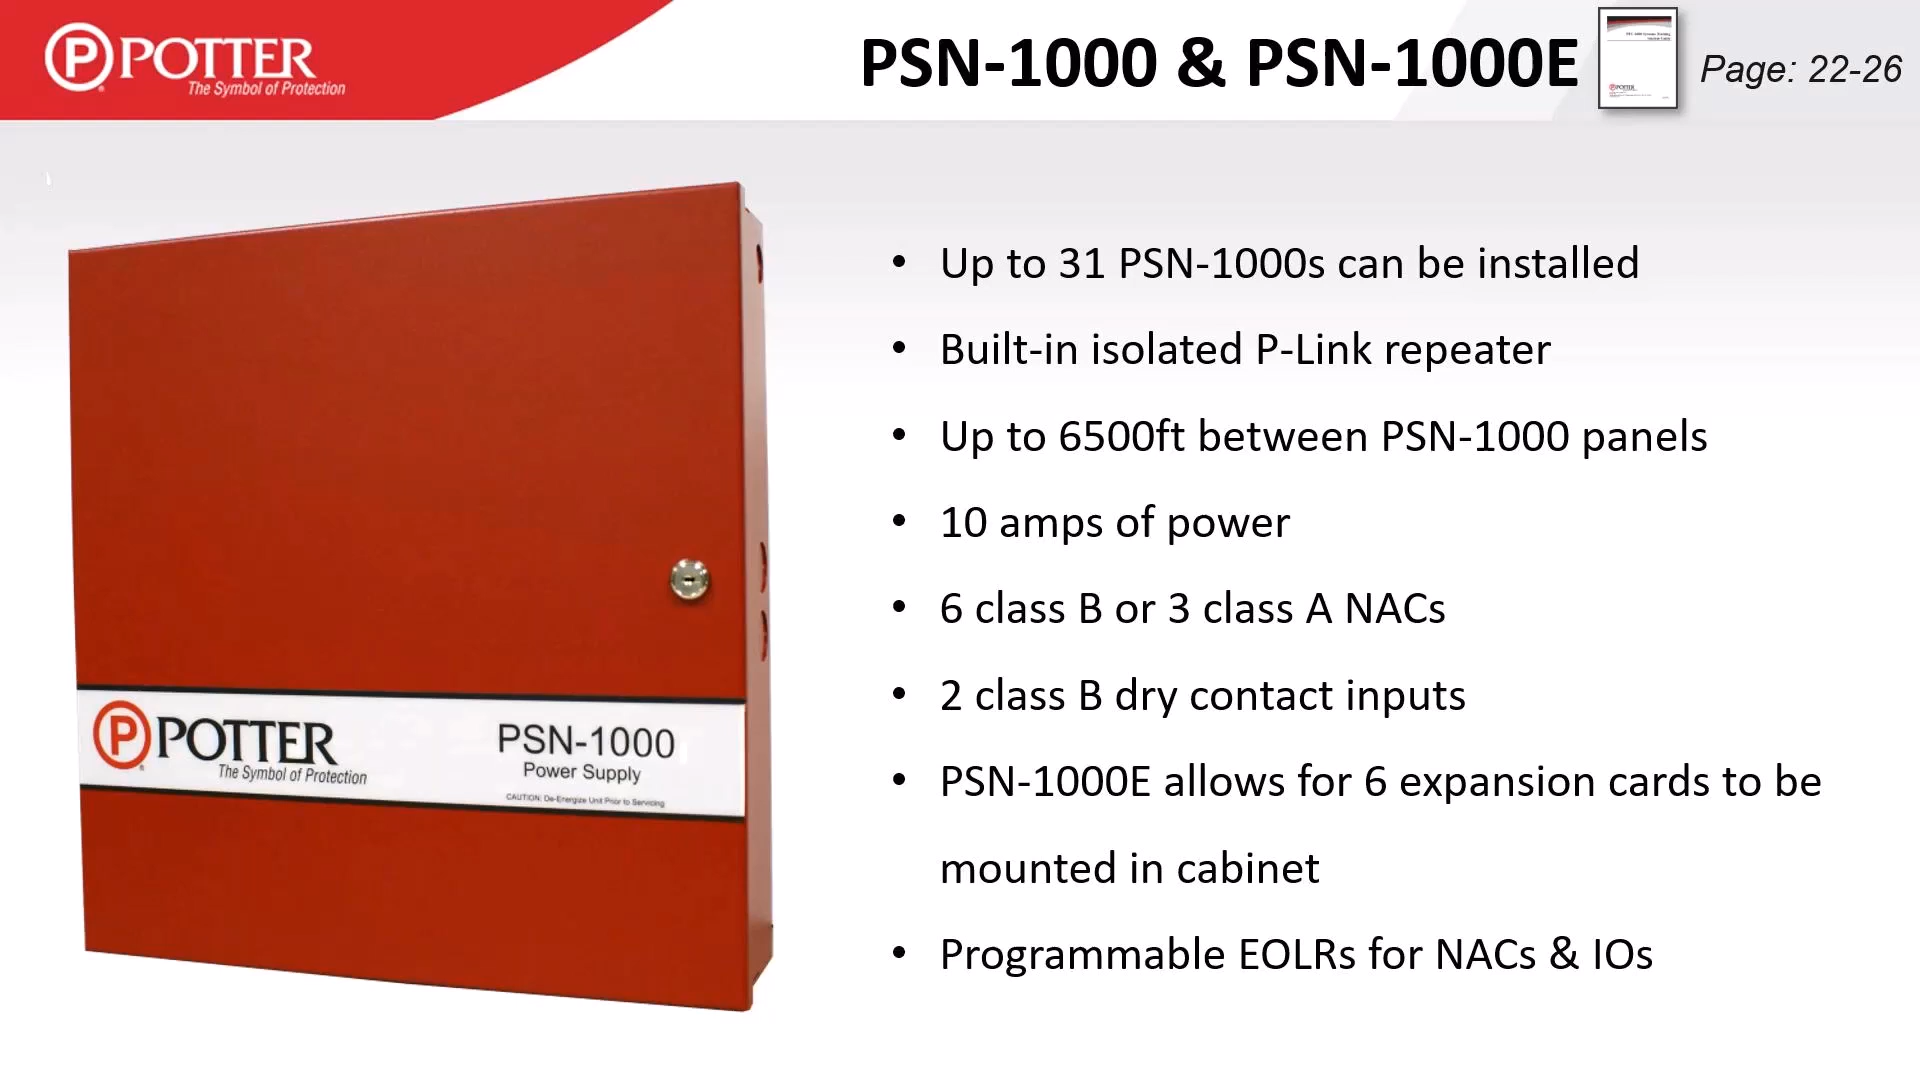 P POTTER
The Symbol of Protection
PSN-1000 & PSN-1000E
Page: 22-26
• Up to 31 PSN-1000s can be installed
• Built-in isolated P-Link repeater
• Up to 6500ft between PSN-1000 panels
• 10 amps of power
• 6 class B or 3 class A NACs
• 2 class B dry contact inputs
• PSN-1000E allows for 6 expansion cards to be
mounted in cabinet
• Programmable EOLRs for NACs & IOs
P POTTER
The Symbol of Protection
PSN-1000
Power Supply
CAUTION: De-Energize Unit Prior to Servicing